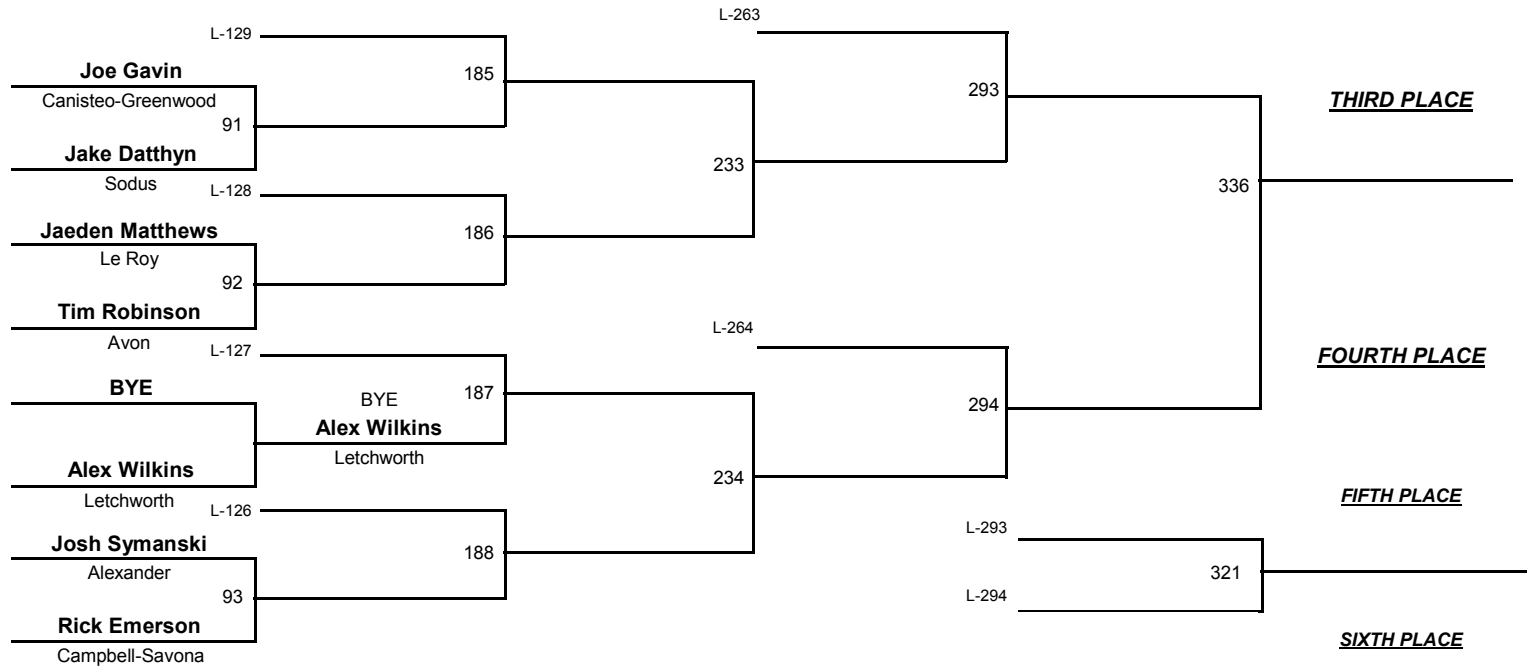 L-263
L-129
Joe Gavin
185
293
THIRD PLACE
Canisteo-Greenwood
91
Jake Datthyn
233
Sodus
L-128
336
Jaeden Matthews
186
Le Roy
92
Tim Robinson
L-264
Avon
L-127
FOURTH PLACE
BYE
187
BYE
294
Alex Wilkins
Letchworth
Alex Wilkins
234
Letchworth
L-126
FIFTH PLACE
L-293
Josh Symanski
188
Alexander
321
93
L-294
Rick Emerson
SIXTH PLACE
Campbell-Savona